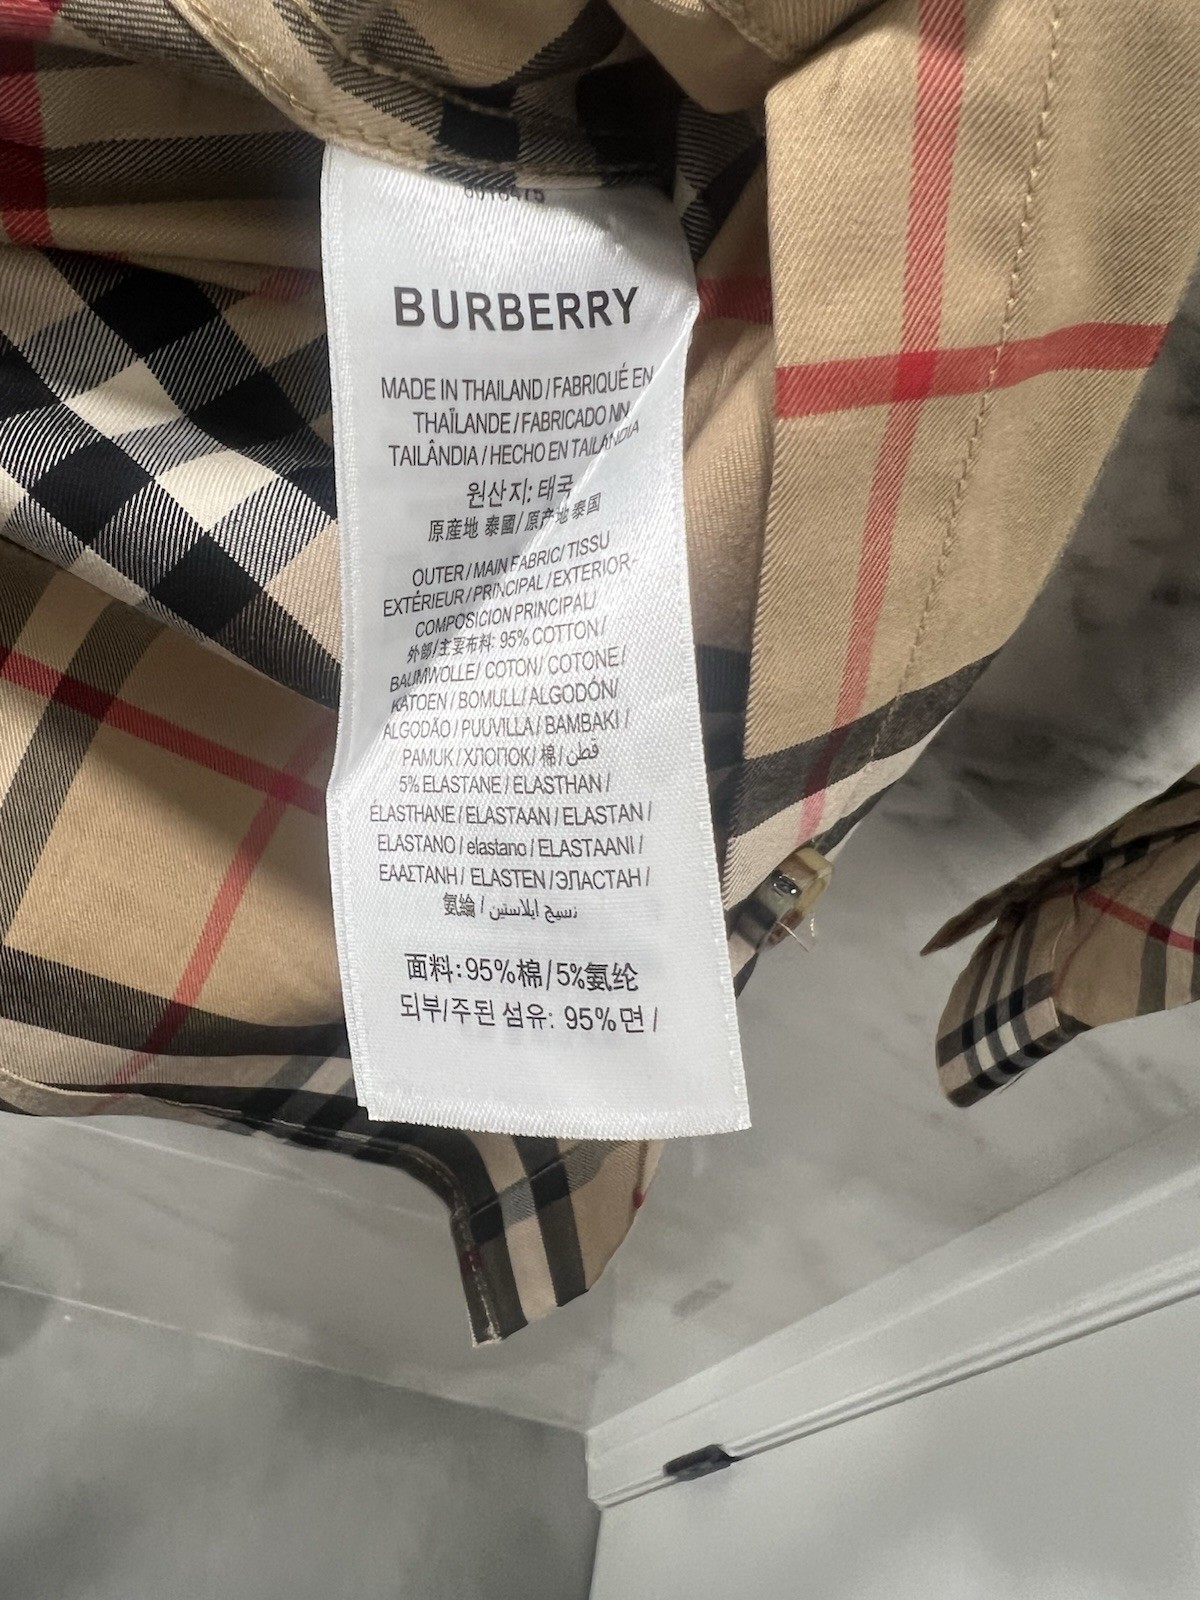 BURBERRY
MADE IN THAILAND / FABRIQUÉ EN
THAÏLANDE / FABRICADO NN
TAILÂNDIA / HECHO EN TAILANDIA
원산지: 태국
原産地 泰國 / 原产地 泰国
OUTER / MAIN FABRIC / TISSU
EXTÉRIEUR / PRINCIPAL / EXTERIOR-
COMPOSICION PRINCIPAL/
外部/主要布料: 95% COTTON /
BAUMWOLLE / COTON / COTONE /
KATOEN / BOMULL / ALGODÓN/
ALGODÃO / PUUVILLA / BAMBAKI /
PAMUK / ХЛОПОК / 棉 / قطن
5% ELASTANE / ELASTHAN /
ÉLASTHANE / ELASTAAN / ELASTAN /
ELASTANO / elastano / ELASTAANI /
ΕΛΑΣΤΑΝΗ / ELASTEN / ЭЛАСТАН /
氨綸 / نسيج إيلاستين
面料: 95%棉/5%氨纶
되부/주된 섬유: 95%면 /